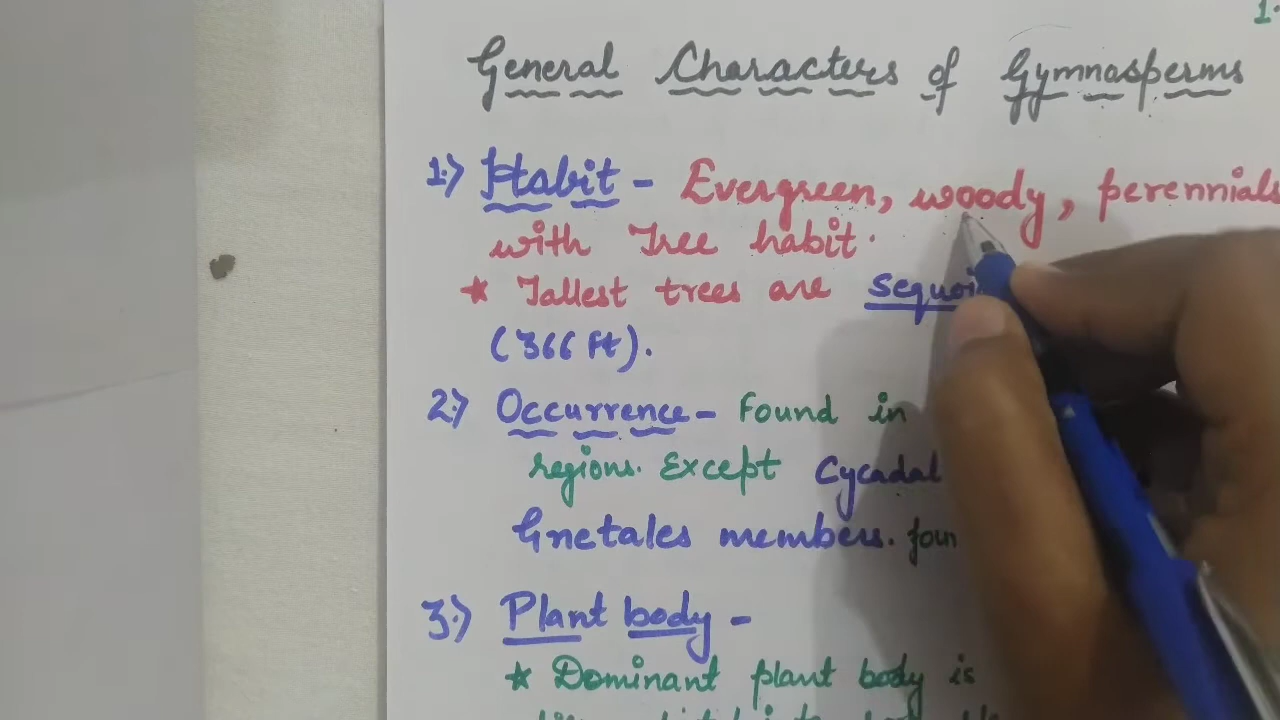 1.
General Characters of Gymnosperms
1.) Habit - Evergreen, woody, perennials
with Tree habit.
* Tallest trees are
(366 ft).
2.) Occurrence - Found in
regions. Except
Gnetales members.
3.) Plant body -
* Dominant plant body is